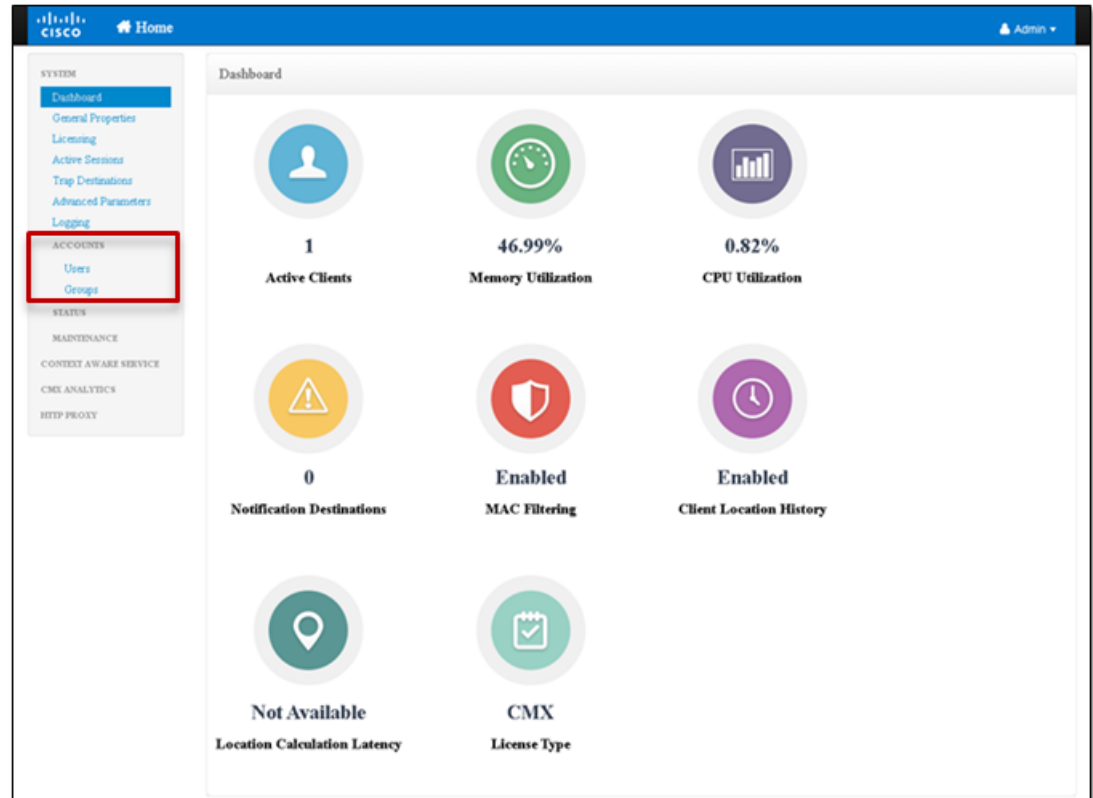 CISCO
Home
Admin
SYSTEM
Dashboard
General Properties
Licensing
Active Sessions
Trap Destinations
Advanced Parameters
Logging
ACCOUNTS
Users
Groups
STATUS
MAINTENANCE
CONTEXT AWARE SERVICE
CMX ANALYTICS
HTTP PROXY
Dashboard
1
Active Clients
46.99%
Memory Utilization
0.82%
CPU Utilization
0
Notification Destinations
Enabled
MAC Filtering
Enabled
Client Location History
Not Available
Location Calculation Latency
CMX
License Type